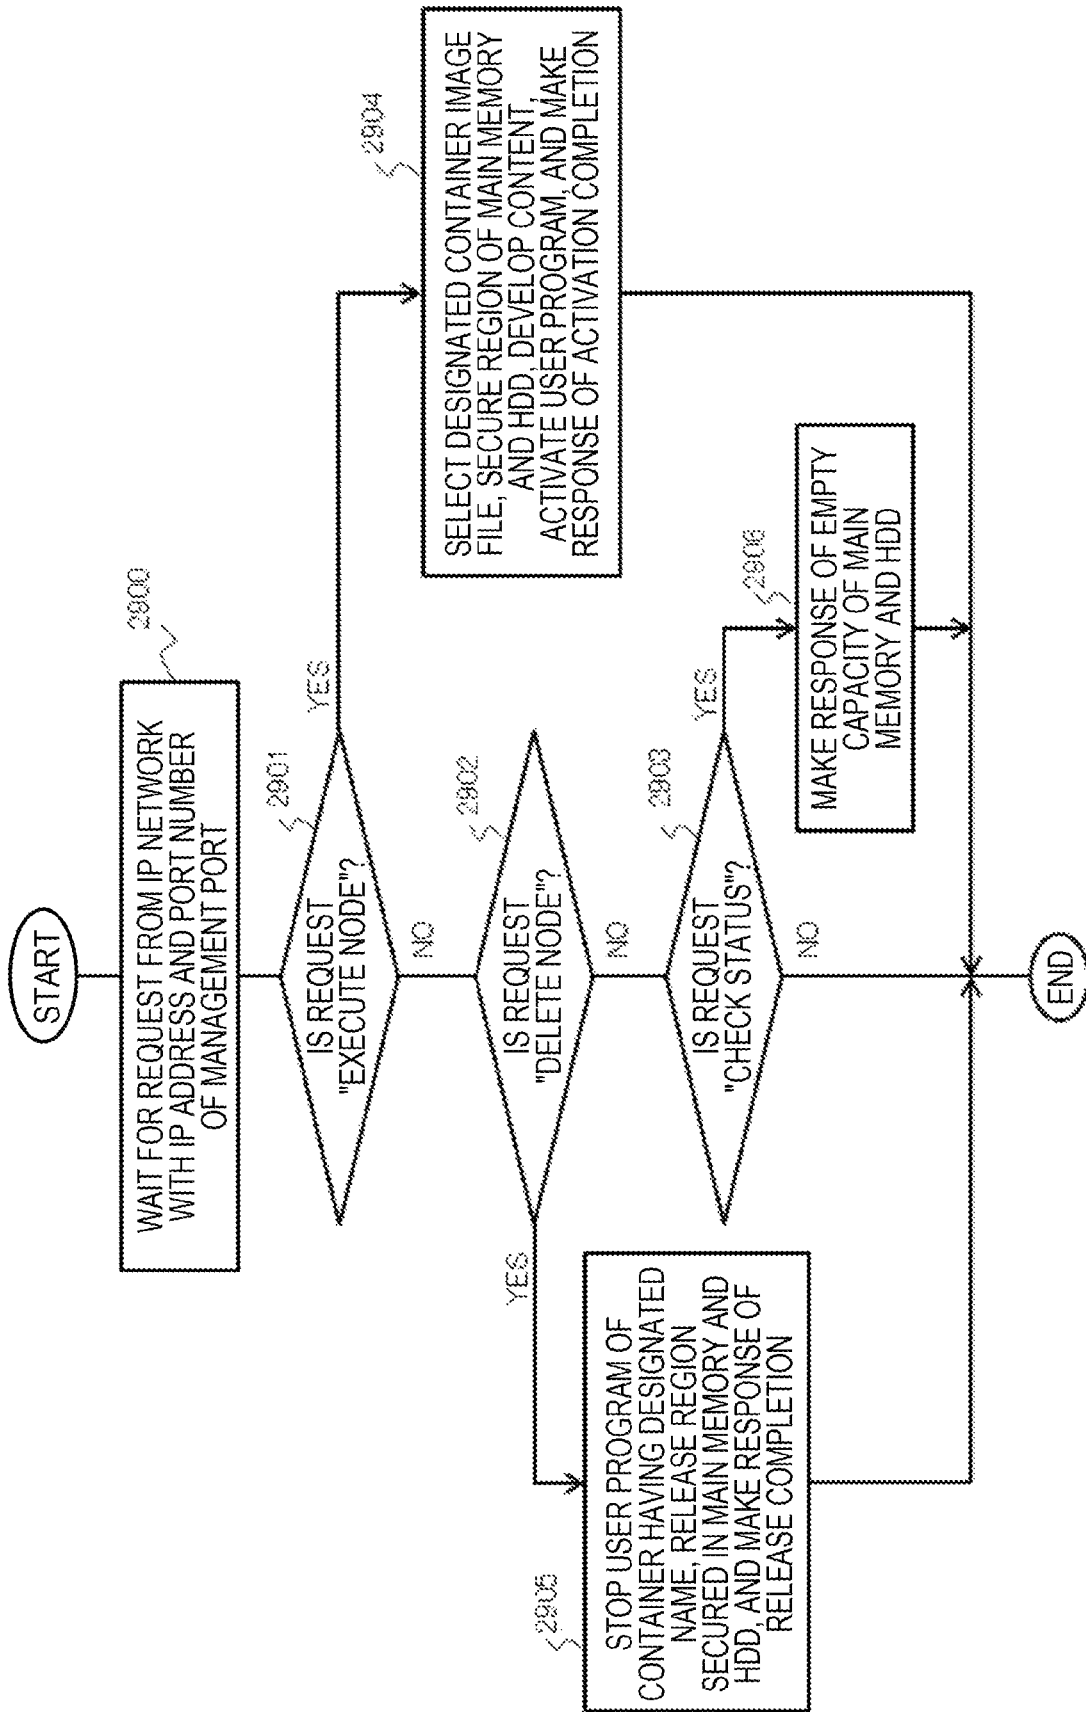 START
2900
WAIT FOR REQUEST FROM IP NETWORK
WITH IP ADDRESS AND PORT NUMBER
OF MANAGEMENT PORT
2901
IS REQUEST
"EXECUTE NODE"?
YES
NO
2904
SELECT DESIGNATED CONTAINER IMAGE
FILE, SECURE REGION OF MAIN MEMORY
AND HDD, DEVELOP CONTENT,
ACTIVATE USER PROGRAM, AND MAKE
RESPONSE OF ACTIVATION COMPLETION
2902
IS REQUEST
"DELETE NODE"?
YES
NO
2905
STOP USER PROGRAM OF
CONTAINER HAVING DESIGNATED
NAME, RELEASE REGION
SECURED IN MAIN MEMORY AND
HDD, AND MAKE RESPONSE OF
RELEASE COMPLETION
2903
IS REQUEST
"CHECK STATUS"?
YES
NO
2906
MAKE RESPONSE OF EMPTY
CAPACITY OF MAIN
MEMORY AND HDD
END